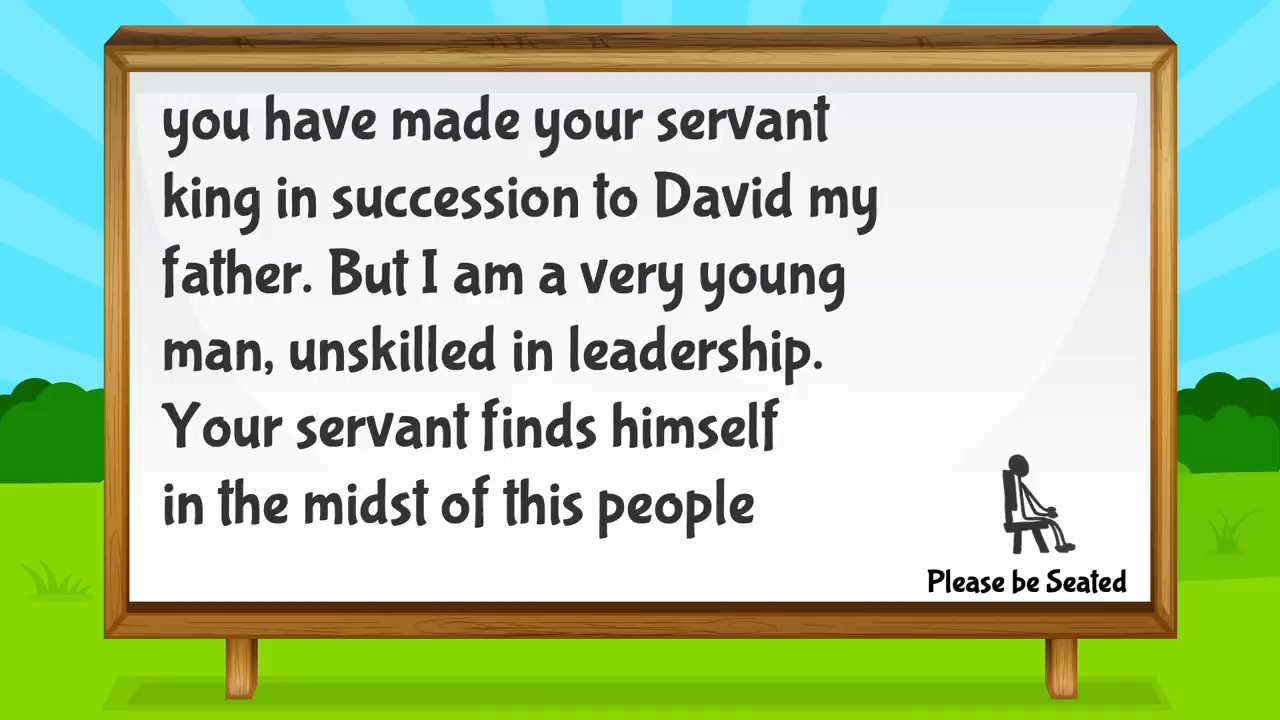 you have made your servant
king in succession to David my
father. But I am a very young
man, unskilled in leadership.
Your servant finds himself
in the midst of this people
Please be Seated